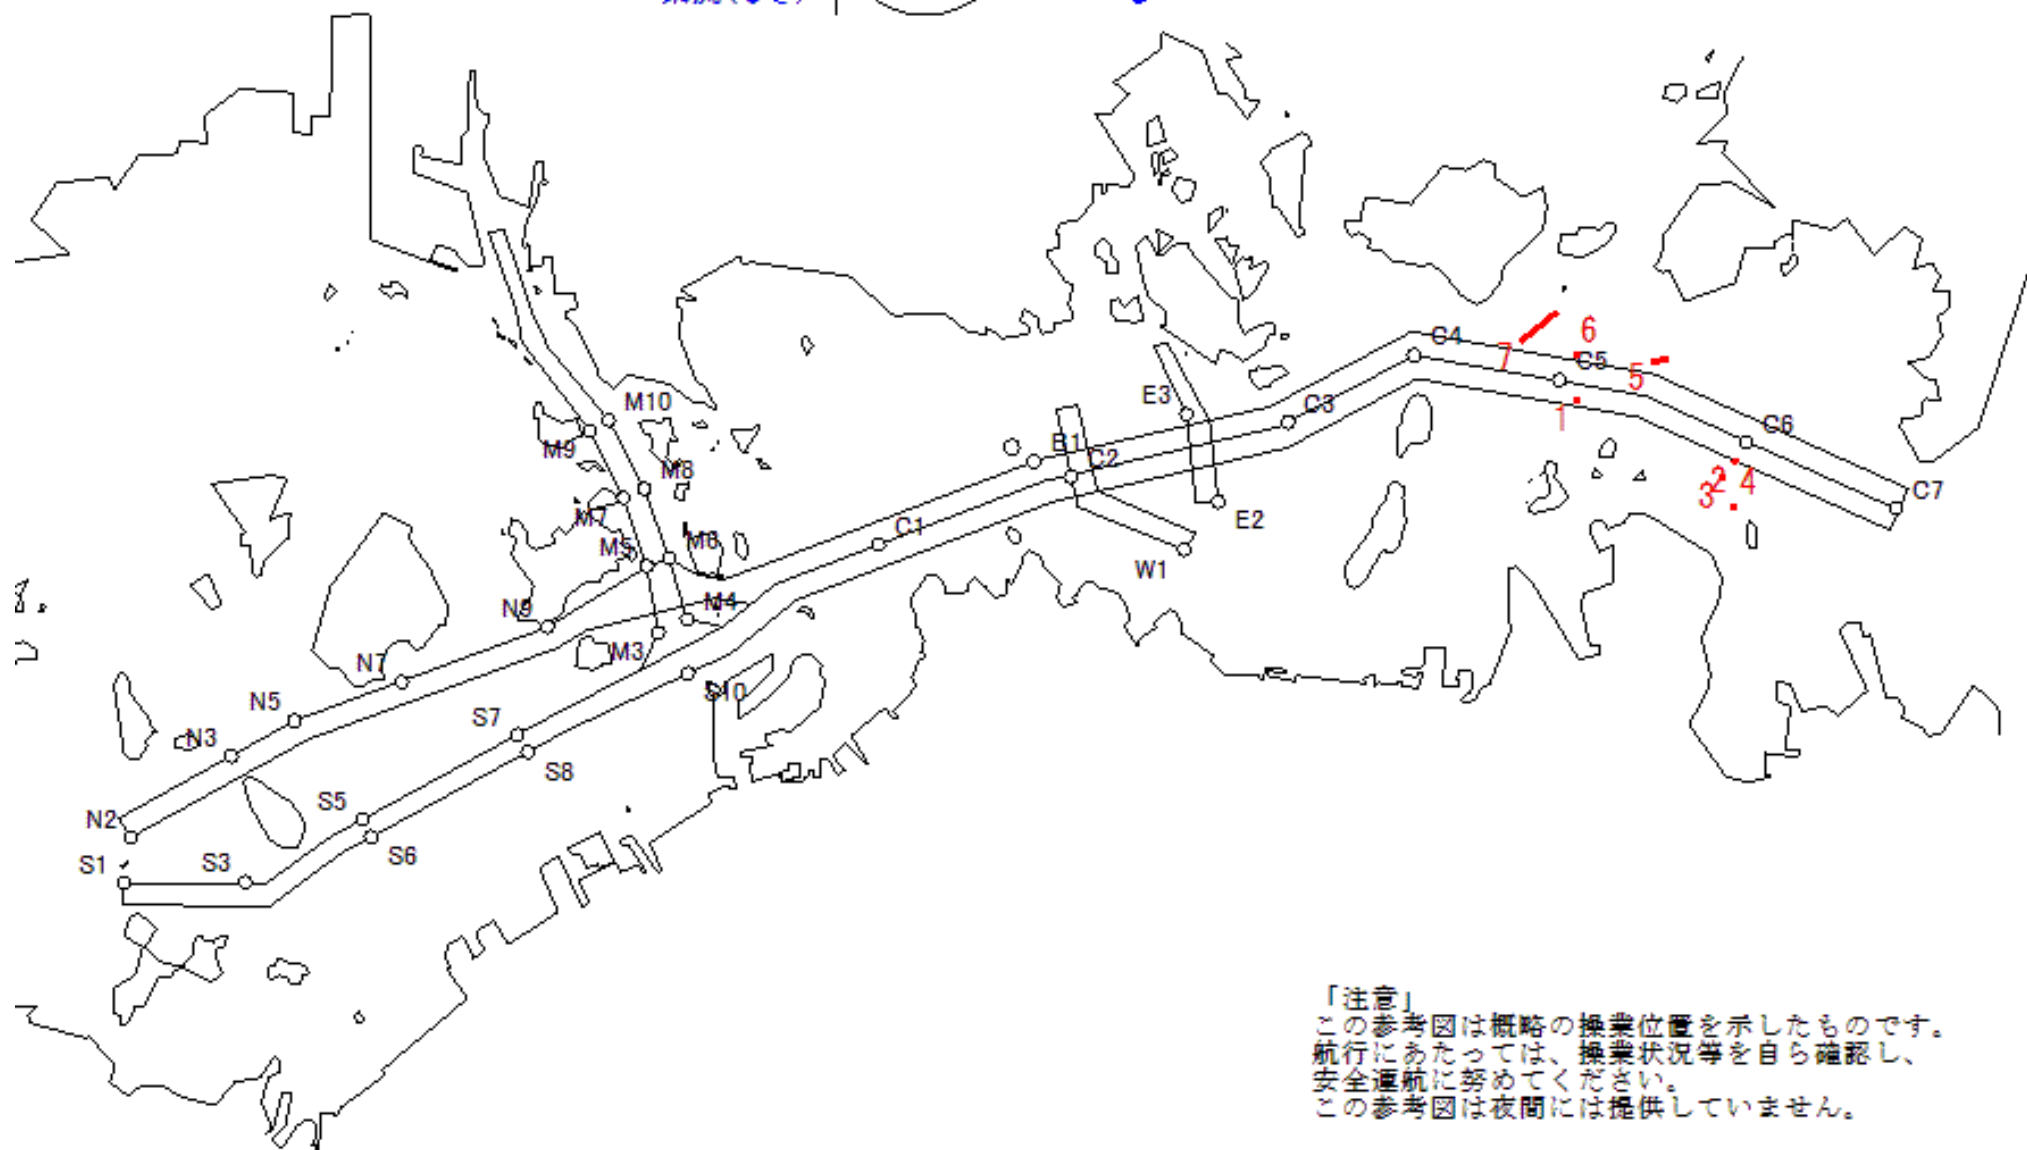 C4
6
7
C5
5
M10
E3
C3
1
C6
M9
B1
C2
M8
2
4
3
C7
M7
E2
C1
M5
M6
W1
N9
M4
M3
N7
S10
N5
S7
N3
S8
S5
N2
S6
S1
S3
「注意」
この参考図は概略の操業位置を示したものです。
航行にあたっては、操業状況等を自ら確認し、
安全運航に努めてください。
この参考図は夜間には提供していません。